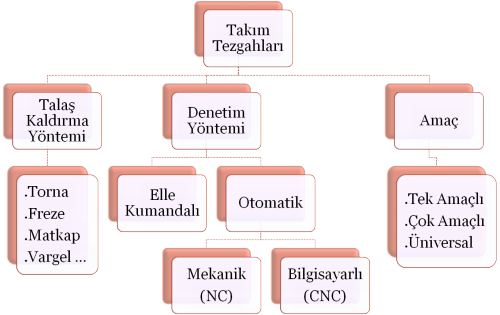 Takım
Tezgahları
Talaş
Kaldırma
Yöntemi
Denetim
Yöntemi
Amaç
.Torna
.Freze
.Matkap
.Vargel ...
Elle
Kumandalı
Otomatik
.Tek Amaçlı
.Çok Amaçlı
.Üniversal
Mekanik
(NC)
Bilgisayarlı
(CNC)